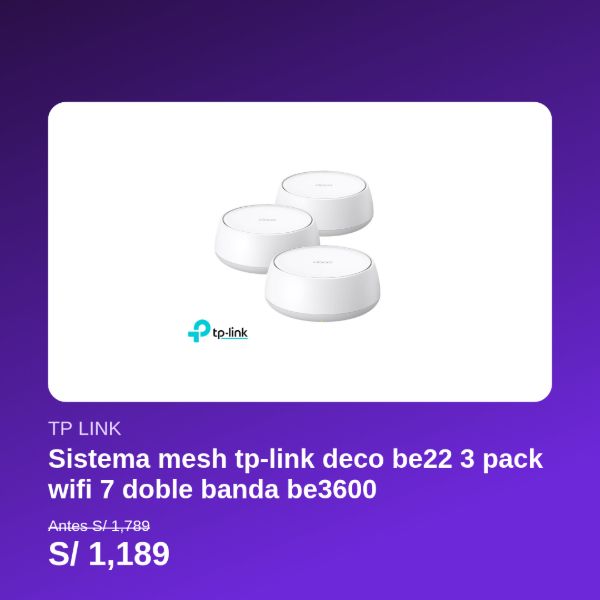 tp-link
TP LINK
Sistema mesh tp-link deco be22 3 pack
wifi 7 doble banda be3600
Antes S/ 1,789
S/ 1,189